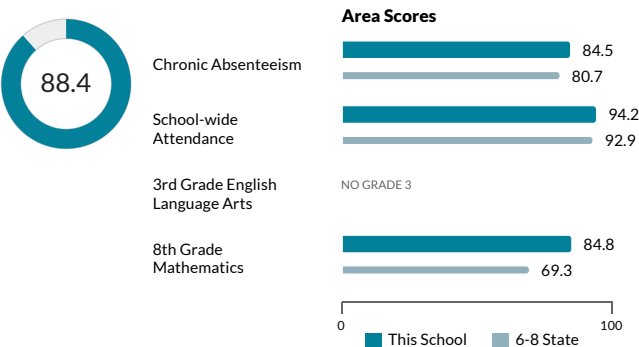 Area Scores
88.4
Chronic Absenteeism
84.5
80.7
School-wide
Attendance
94.2
92.9
3rd Grade English
Language Arts
NO GRADE 3
8th Grade
Mathematics
84.8
69.3
0
100
This School
6-8 State